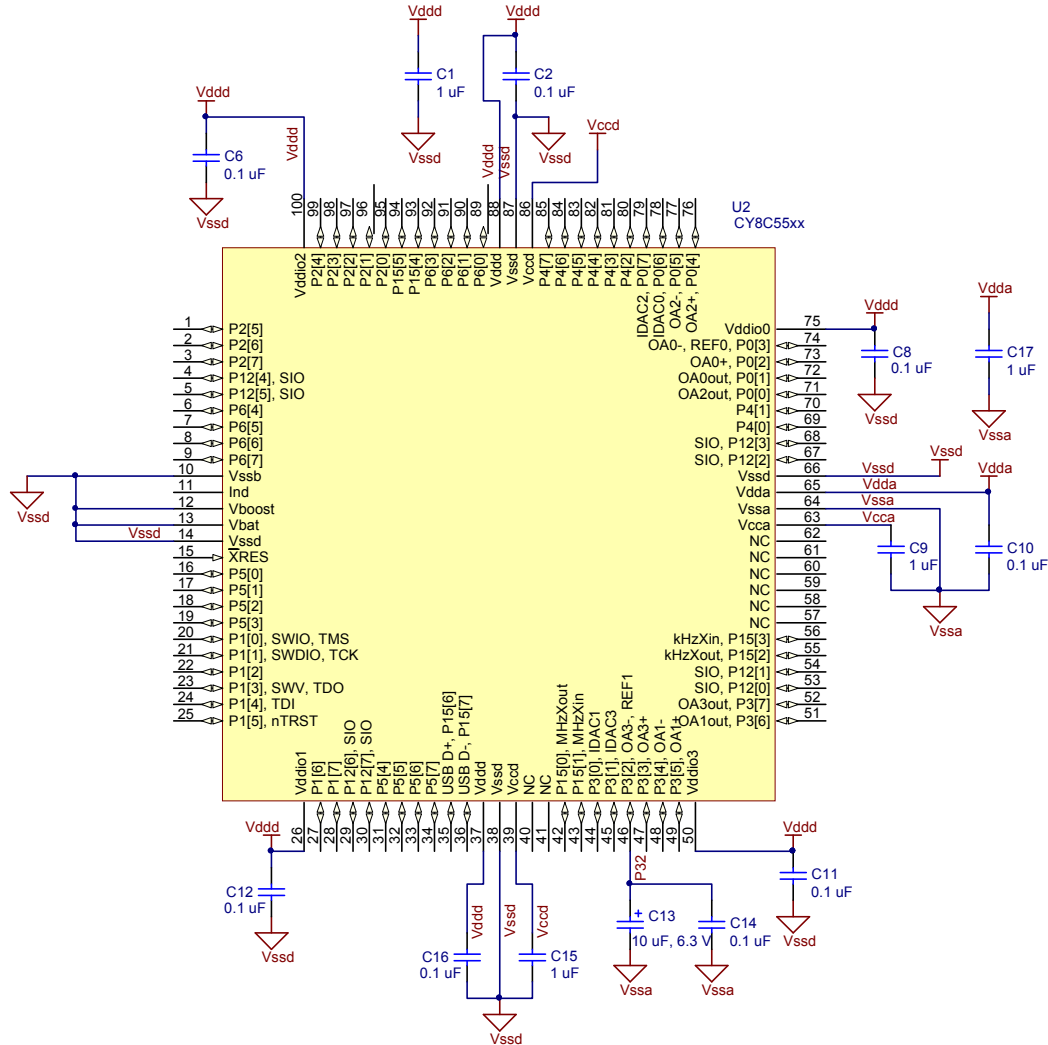 Vddd
Vddd
C1
1 uF
C2
0.1 uF
Vssd
Vssd
Vccd
Vddd
Vddd
C6
0.1 uF
Vssd
Vddd
Vssd
U2
CY8C55xx
100
99
98
97
96
95
94
93
92
91
90
89
88
87
86
85
84
83
82
81
80
79
78
77
76
Vddio2
P2[4]
P2[3]
P2[2]
P2[1]
P2[0]
P15[5]
P15[4]
P6[3]
P6[2]
P6[1]
P6[0]
Vddd
Vssd
Vccd
P4[7]
P4[6]
P4[5]
P4[4]
P4[3]
P4[2]
IDAC2, P0[7]
IDAC0, P0[6]
OA2-, P0[5]
OA2+, P0[4]
1 P2[5]
2 P2[6]
3 P2[7]
4 P12[4], SIO
5 P12[5], SIO
6 P6[4]
7 P6[5]
8 P6[6]
9 P6[7]
10 Vssb
11 Ind
12 Vboost
13 Vbat
Vssd 14 Vssd
15 XRES
16 P5[0]
17 P5[1]
18 P5[2]
19 P5[3]
20 P1[0], SWIO, TMS
21 P1[1], SWDIO, TCK
22 P1[2]
23 P1[3], SWV, TDO
24 P1[4], TDI
25 P1[5], nTRST
Vssd
Vddio0 75
OA0-, REF0, P0[3] 74
OA0+, P0[2] 73
OA0out, P0[1] 72
OA2out, P0[0] 71
P4[1] 70
P4[0] 69
SIO, P12[3] 68
SIO, P12[2] 67
Vssd 66 Vssd
Vdda 65 Vdda
Vssa 64 Vssa
Vcca 63 Vcca
NC 62
NC 61
NC 60
NC 59
NC 58
NC 57
kHzXin, P15[3] 56
kHzXout, P15[2] 55
SIO, P12[1] 54
SIO, P12[0] 53
OA3out, P3[7] 52
OA1out, P3[6] 51
Vddd
C8
0.1 uF
Vssd
Vdda
C17
1 uF
Vssa
Vssd
Vdda
C9
1 uF
C10
0.1 uF
Vssa
Vddio1
P1[6]
P1[7]
P12[6], SIO
P12[7], SIO
P5[4]
P5[5]
P5[6]
P5[7]
USB D+, P15[6]
USB D-, P15[7]
Vddd
Vssd
Vccd
NC
NC
P15[0], MHzXout
P15[1], MHzXin
P3[0], IDAC1
P3[1], IDAC3
P3[2], OA3-, REF1
P3[3], OA3+
P3[4], OA1-
P3[5], OA1+
Vddio3
26
27
28
29
30
31
32
33
34
35
36
37
38
39
40
41
42
43
44
45
46
47
48
49
50
Vddd
C12
0.1 uF
Vssd
Vddd
Vssd
Vccd
C16
0.1 uF
C15
1 uF
Vssd
P32
+
C13
10 uF, 6.3 V
Vssa
C14
0.1 uF
Vssa
Vddd
C11
0.1 uF
Vssd